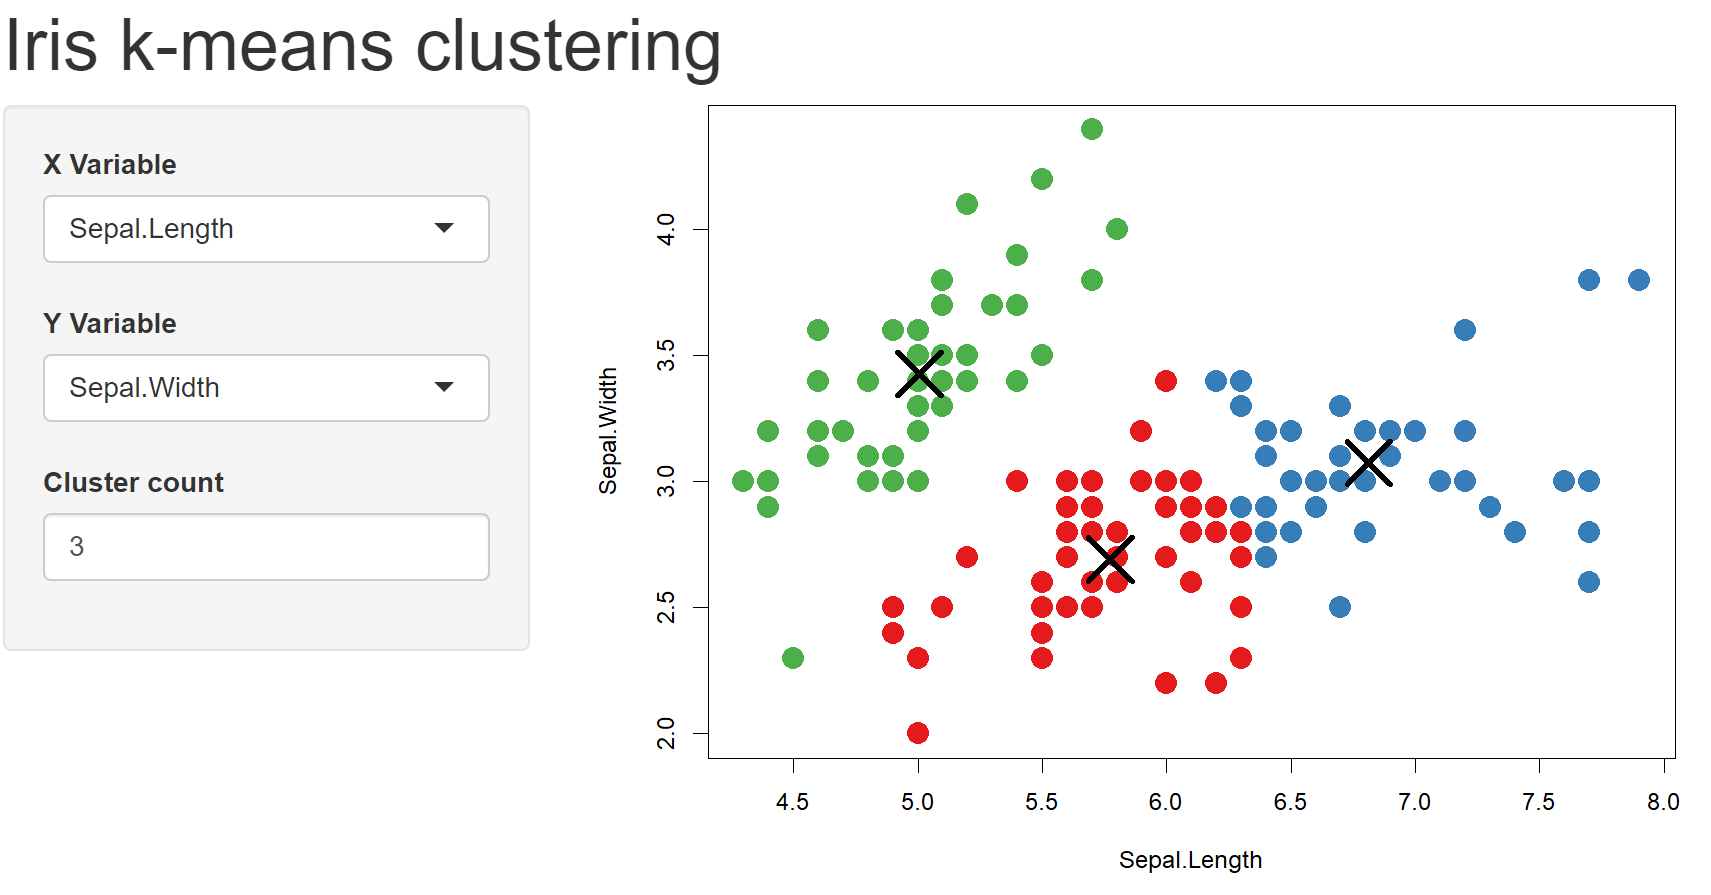 Iris k-means clustering
X Variable
Sepal.Length
Y Variable
Sepal.Width
Cluster count
3
Sepal.Width
4.0
3.5
3.0
2.5
2.0
4.5 5.0 5.5 6.0 6.5 7.0 7.5 8.0
Sepal.Length